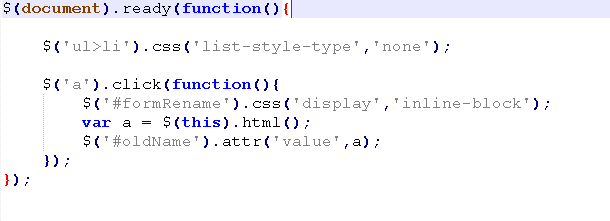 $(document).ready(function(){
$('ul>li').css('list-style-type','none');
$('a').click(function(){
$('#formRename').css('display','inline-block');
var a = $(this).html();
$('#oldName').attr('value',a);
});
});